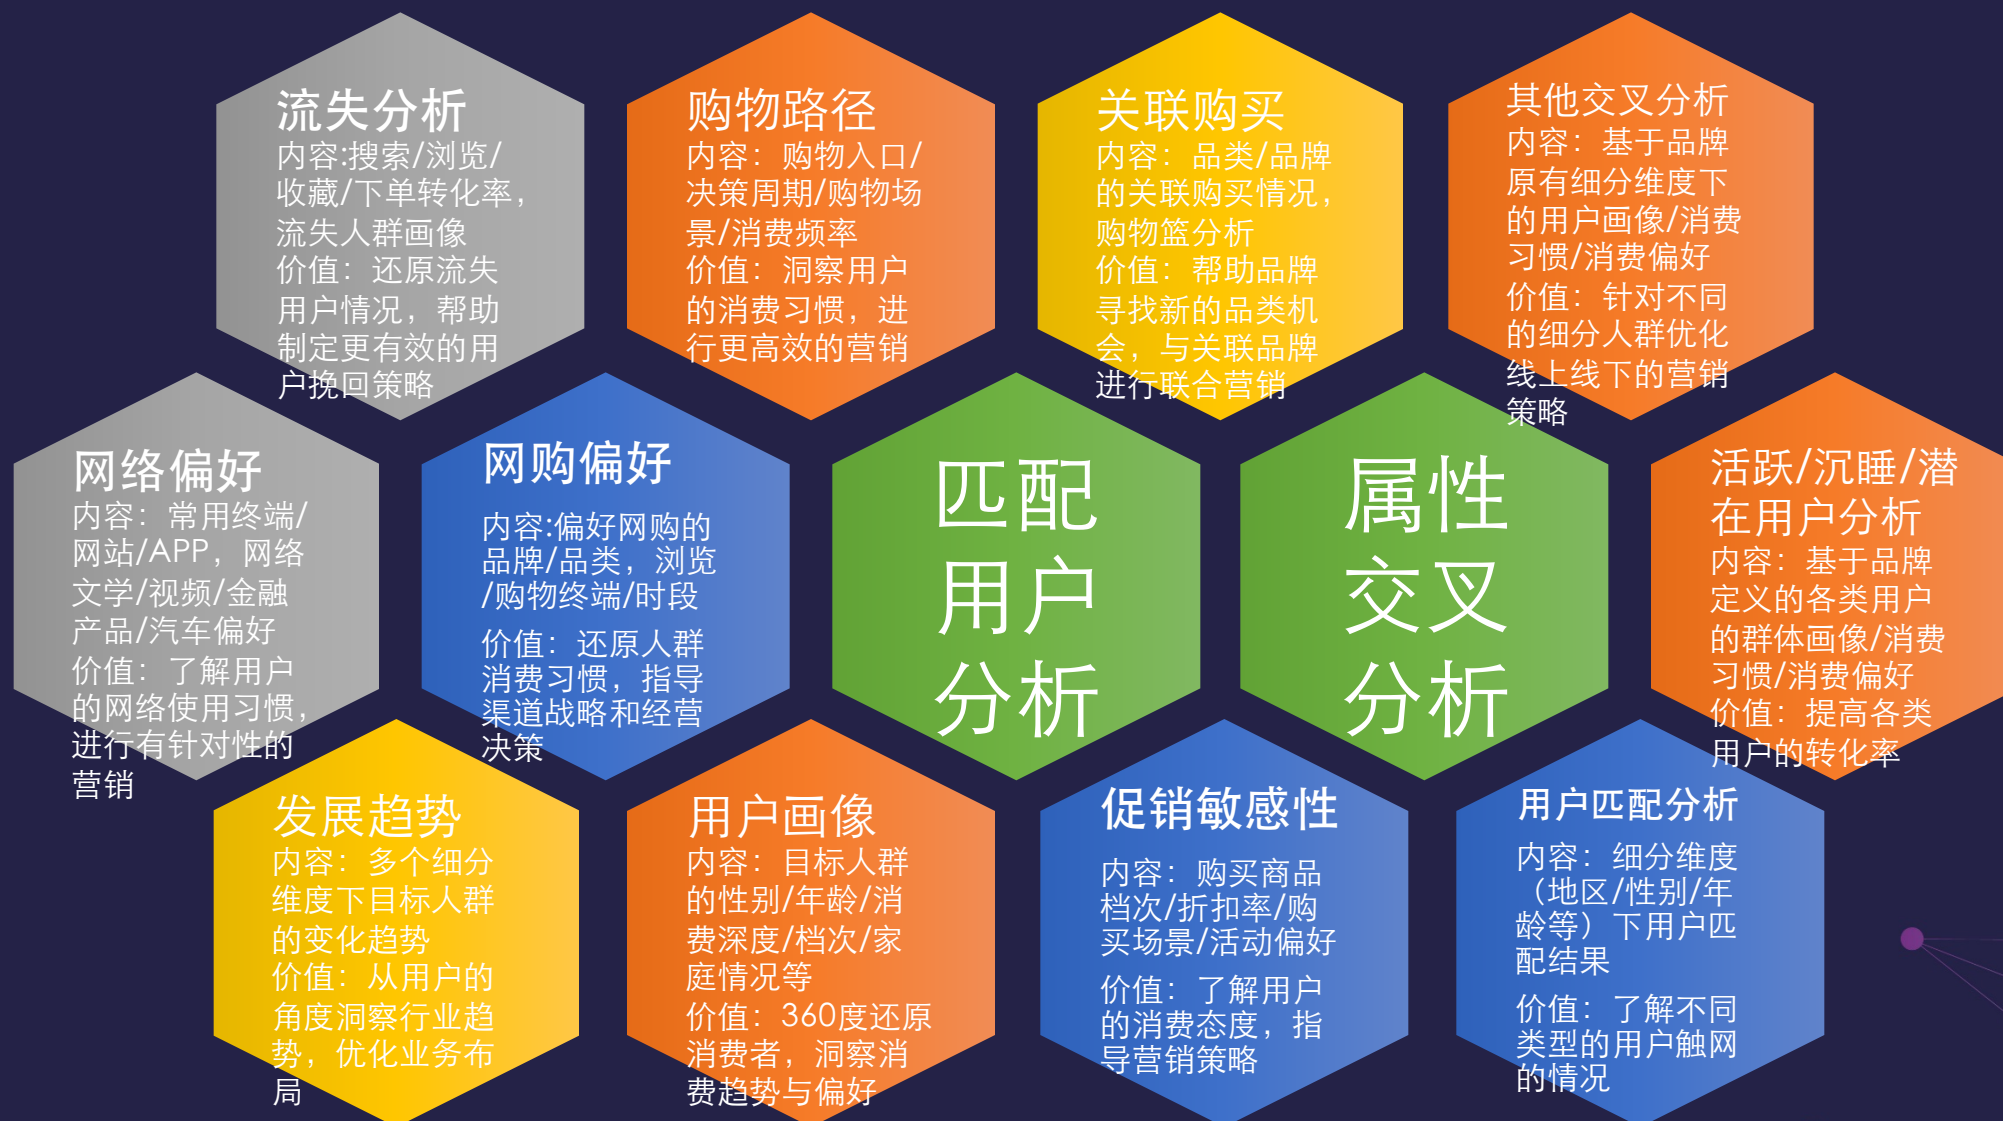 流失分析
内容:搜索/浏览/
收藏/下单转化率，
流失人群画像
价值：还原流失
用户情况，帮助
制定更有效的用
户挽回策略
购物路径
内容：购物入口/
决策周期/购物场
景/消费频率
价值：洞察用户
的消费习惯，进
行更高效的营销
关联购买
内容：品类/品牌
的关联购买情况，
购物篮分析
价值：帮助品牌
寻找新的品类机
会，与关联品牌
进行联合营销
其他交叉分析
内容：基于品牌
原有细分维度下
的用户画像/消费
习惯/消费偏好
价值：针对不同
的细分人群优化
线上线下的营销
策略
网络偏好
内容：常用终端/
网站/APP，网络
文学/视频/金融
产品/汽车偏好
价值：了解用户
的网络使用习惯，
进行有针对性的
营销
网购偏好
内容:偏好网购的
品牌/品类，浏览
/购物终端/时段
价值：还原人群
消费习惯，指导
渠道战略和经营
决策
匹配
用户
分析
属性
交叉
分析
活跃/沉睡/潜
在用户分析
内容：基于品牌
定义的各类用户
的群体画像/消费
习惯/消费偏好
价值：提高各类
用户的转化率
发展趋势
内容：多个细分
维度下目标人群
的变化趋势
价值：从用户的
角度洞察行业趋
势，优化业务布
局
用户画像
内容：目标人群
的性别/年龄/消
费深度/档次/家
庭情况等
价值：360度还原
消费者，洞察消
费趋势与偏好
促销敏感性
内容：购买商品
档次/折扣率/购
买场景/活动偏好
价值：了解用户
的消费态度，指
导营销策略
用户匹配分析
内容：细分维度
（地区/性别/年
龄等）下用户匹
配结果
价值：了解不同
类型的用户触网
的情况